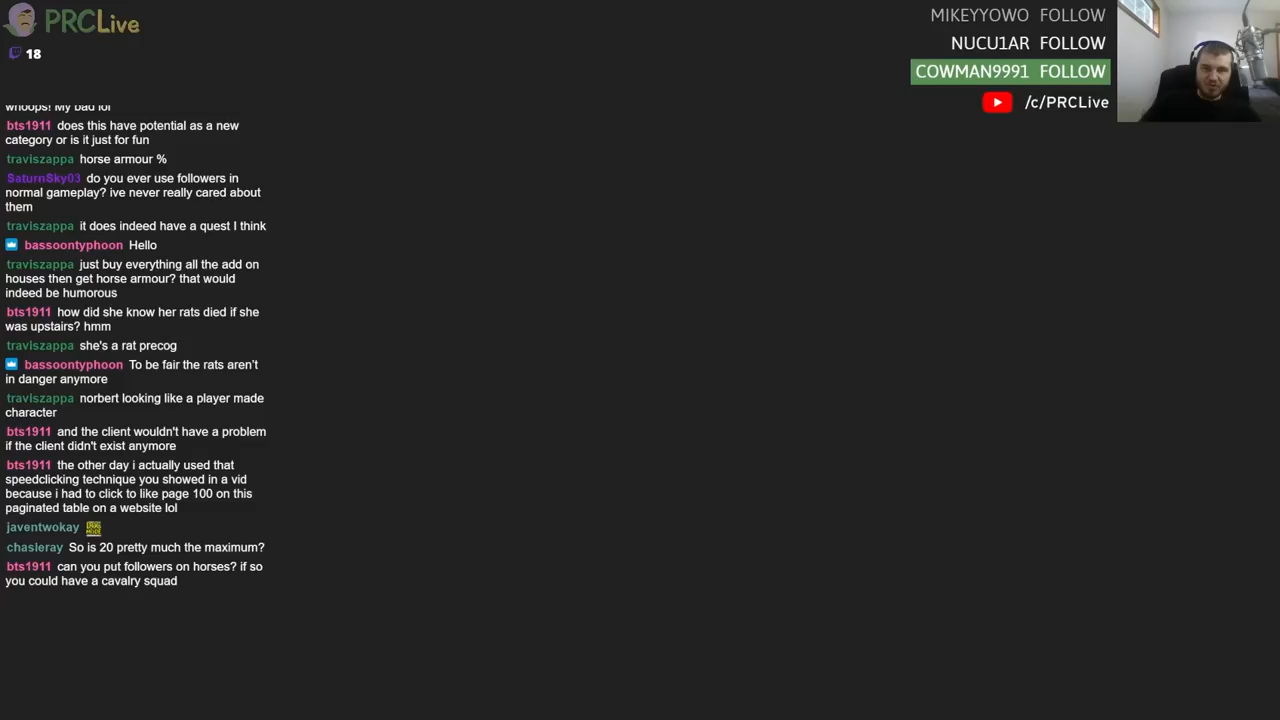 PRCLive
18
MIKEYYOWO FOLLOW
NUCU1AR FOLLOW
COWMAN9991 FOLLOW
/c/PRCLive
whoops! My bad lol
bts1911 does this have potential as a new
category or is it just for fun
traviszappa horse armour %
SaturnSky03 do you ever use followers in
normal gameplay? ive never really cared about
them
traviszappa it does indeed have a quest I think
bassoontyphoon Hello
traviszappa just buy everything all the add on
houses then get horse armour? that would
indeed be humorous
bts1911 how did she know her rats died if she
was upstairs? hmm
traviszappa she's a rat precog
bassoontyphoon To be fair the rats aren't
in danger anymore
traviszappa norbert looking like a player made
character
bts1911 and the client wouldn't have a problem
if the client didn't exist anymore
bts1911 the other day i actually used that
speedclicking technique you showed in a vid
because i had to click to like page 100 on this
paginated table on a website lol
javentwokay
chasleray So is 20 pretty much the maximum?
bts1911 can you put followers on horses? if so
you could have a cavalry squad